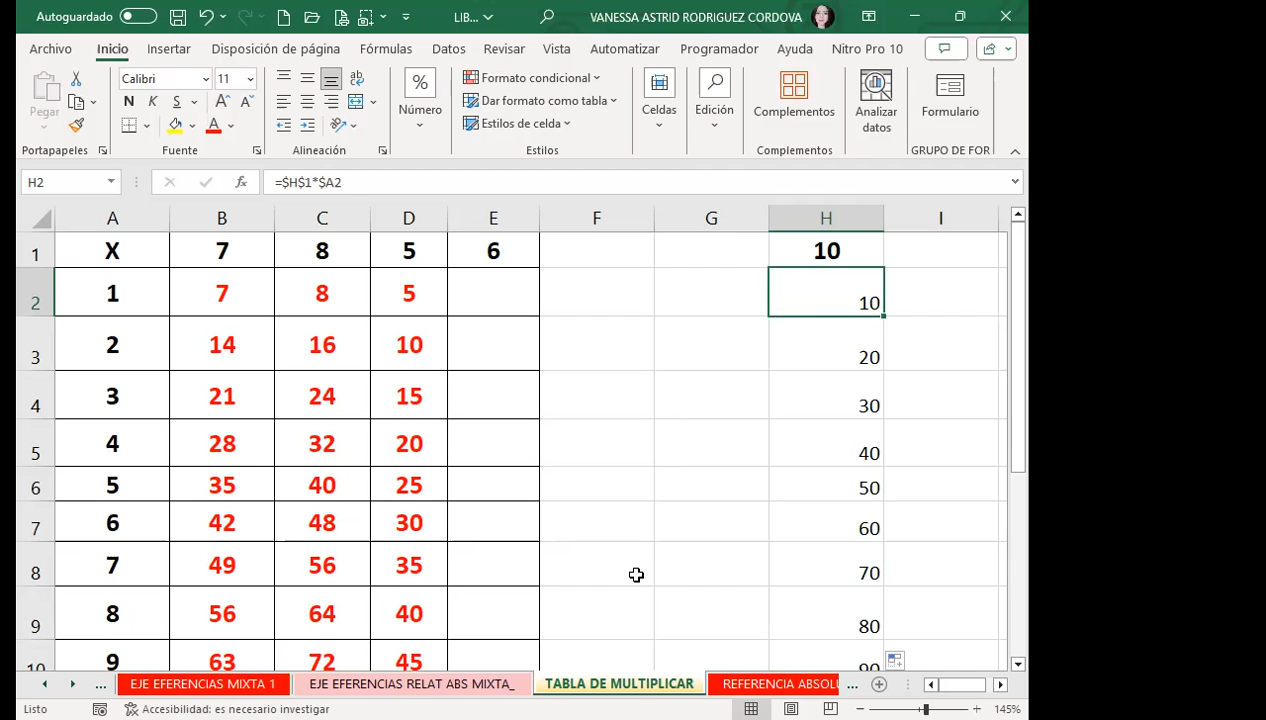 Autoguardado LIB... VANESSA ASTRID RODRIGUEZ CORDOVA
Archivo Inicio Insertar Disposición de página Fórmulas Datos Revisar Vista Automatizar Programador Ayuda Nitro Pro 10
Pegar Calibri 11 N K S A A A % Número Formato condicional Dar formato como tabla Estilos de celda Celdas Edición Complementos Analizar datos Formulario
Portapapeles Fuente Alineación Estilos Complementos GRUPO DE FOR
H2 fx =$H$1*$A2
A B C D E F G H I
1 X 7 8 5 6 10
2 1 7 8 5 10
3 2 14 16 10 20
4 3 21 24 15 30
5 4 28 32 20 40
6 5 35 40 25 50
7 6 42 48 30 60
8 7 49 56 35 70
9 8 56 64 40 80
10 9 63 72 45 90
... EJE EFERENCIAS MIXTA 1 EJE EFERENCIAS RELAT ABS MIXTA_ TABLA DE MULTIPLICAR REFERENCIA ABSOLU ...
Listo Accesibilidad: es necesario investigar 145%